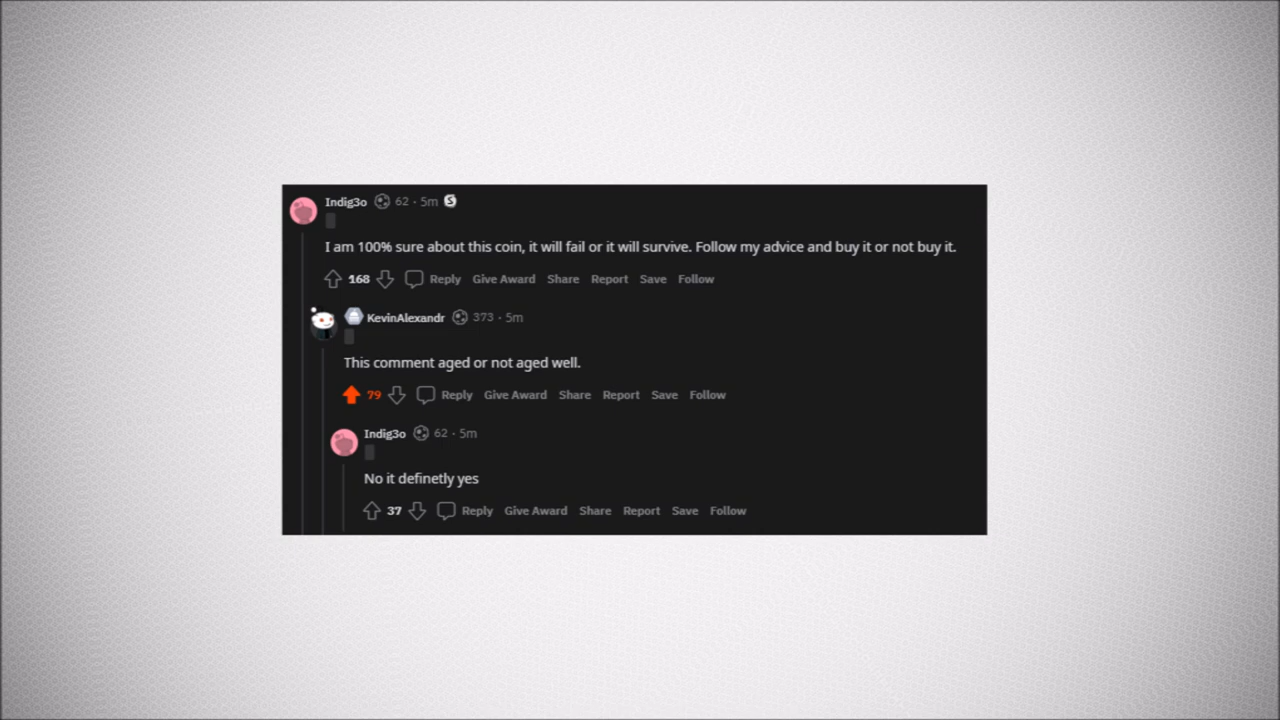 Indig3o 62 · 5m S
I am 100% sure about this coin, it will fail or it will survive. Follow my advice and buy it or not buy it.
168 Reply Give Award Share Report Save Follow
KevinAlexandr 373 · 5m
This comment aged or not aged well.
79 Reply Give Award Share Report Save Follow
Indig3o 62 · 5m
No it definetly yes
37 Reply Give Award Share Report Save Follow